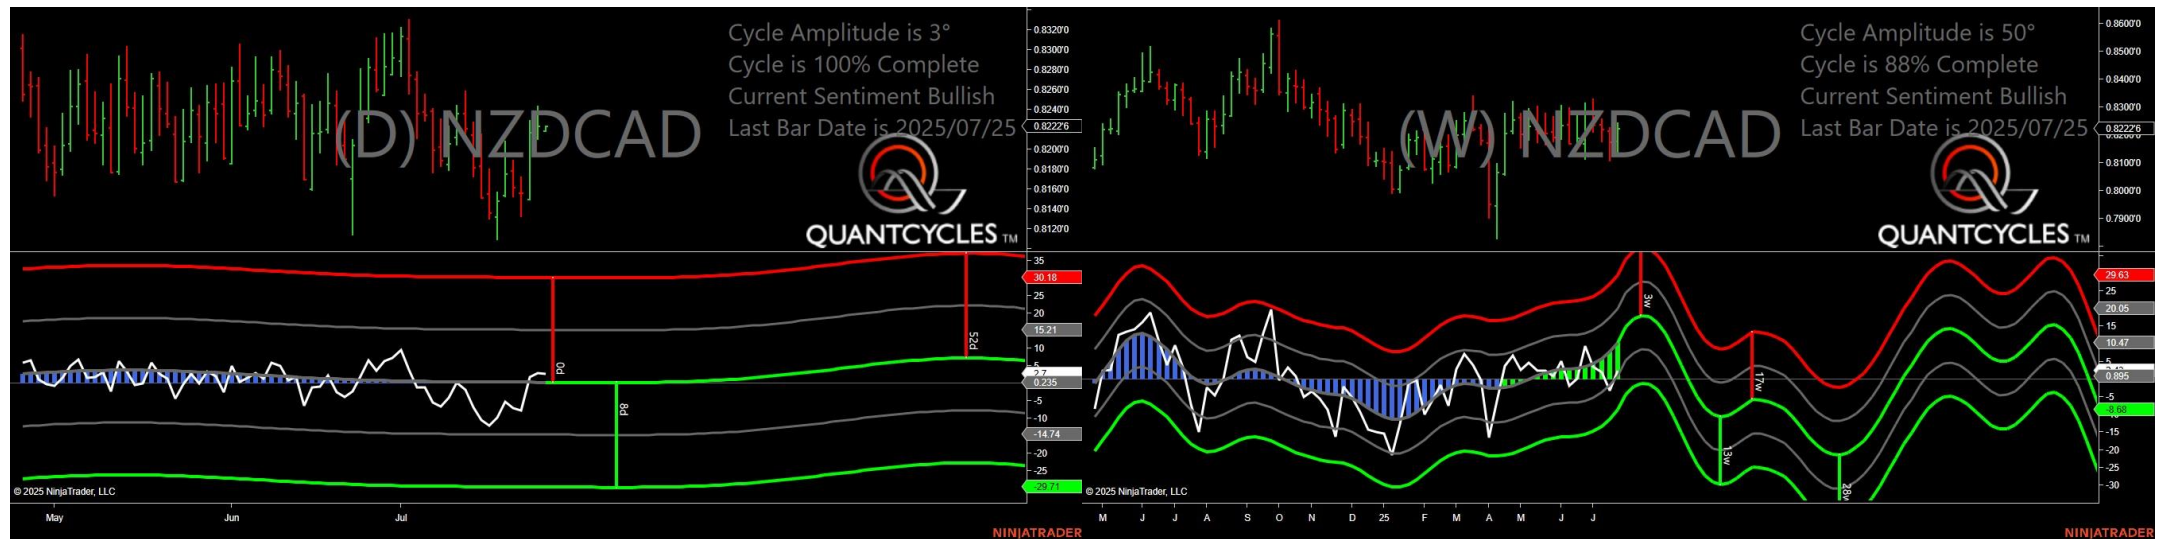 Cycle Amplitude is 3°
Cycle is 100% Complete
Current Sentiment Bullish
Last Bar Date is 2025/07/25
(D) NZDCAD
QUANTCYCLES TM
0.8320'0
0.8300'0
0.8280'0
0.8260'0
0.8240'0
0.8222'6
0.8200'0
0.8180'0
0.8160'0
0.8140'0
0.8120'0
35
30.18
25
20
15.21
10
5
2.7
0.235
-5
-10
-14.74
-20
-25
-29.71
0d
8d
52d
© 2025 NinjaTrader, LLC
May
Jun
Jul
NINJATRADER
Cycle Amplitude is 50°
Cycle is 88% Complete
Current Sentiment Bullish
Last Bar Date is 2025/07/25
(W) NZDCAD
QUANTCYCLES TM
0.8600'0
0.8500'0
0.8400'0
0.8300'0
0.8222'6
0.8100'0
0.8000'0
0.7900'0
29.63
25
20.05
15
10.47
5
0.895
-5
-8.68
-15
-20
-25
-30
3w
17w
13w
28w
© 2025 NinjaTrader, LLC
M
J
J
A
S
O
N
D
25
F
M
A
M
J
J
NINJATRADER